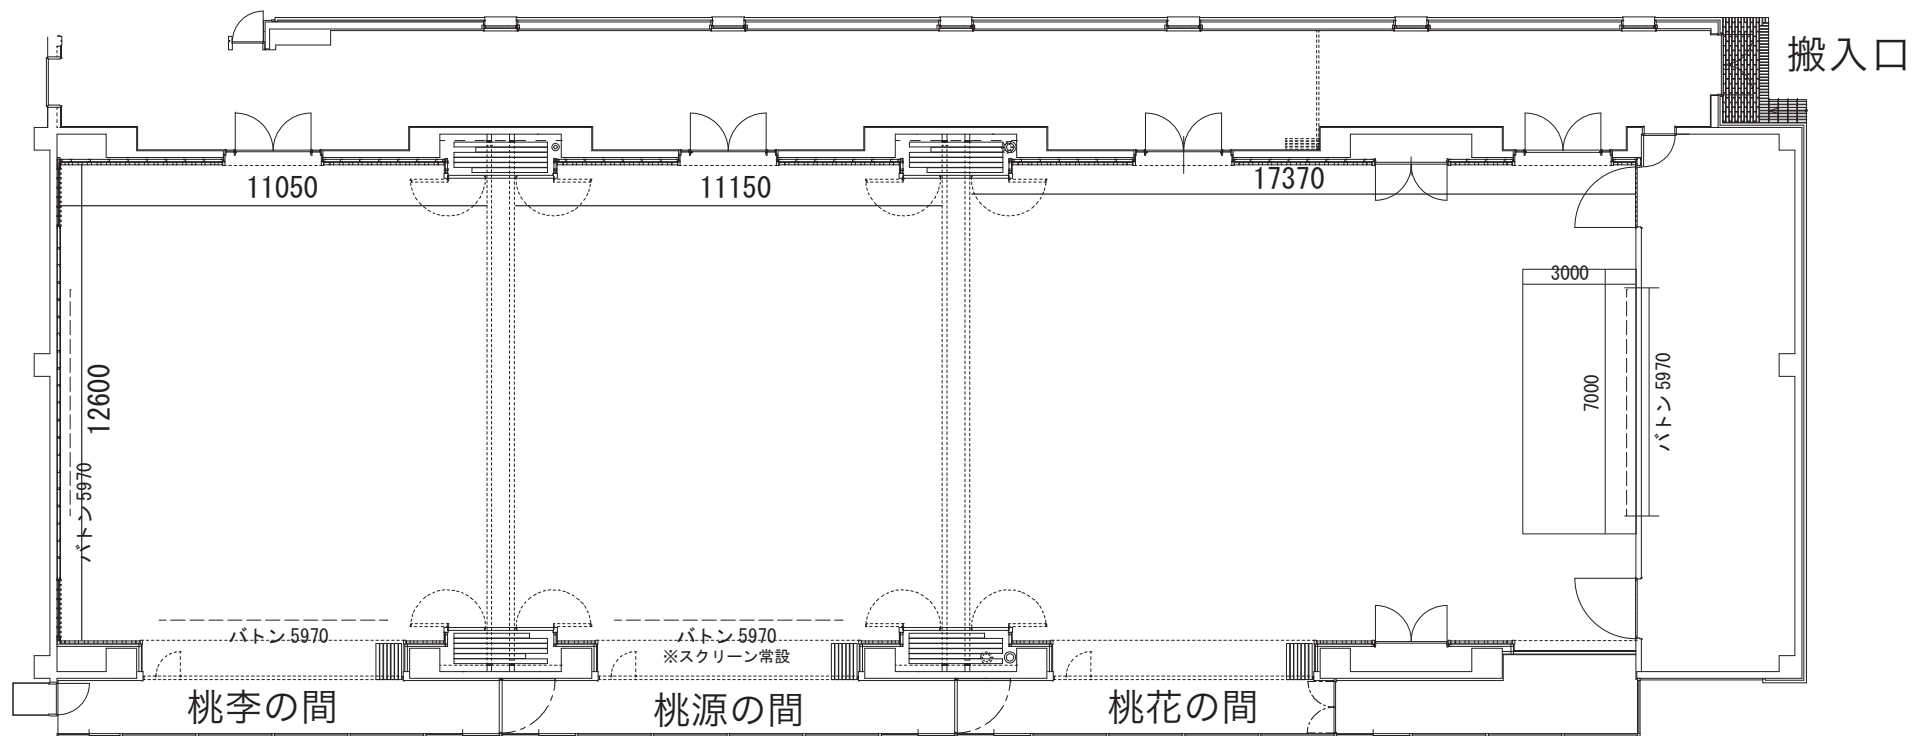 搬入口
11050
11150
17370
3000
12600
バトン 5970
7000
バトン 5970
バトン 5970
バトン 5970
※スクリーン常設
桃李の間
桃源の間
桃花の間